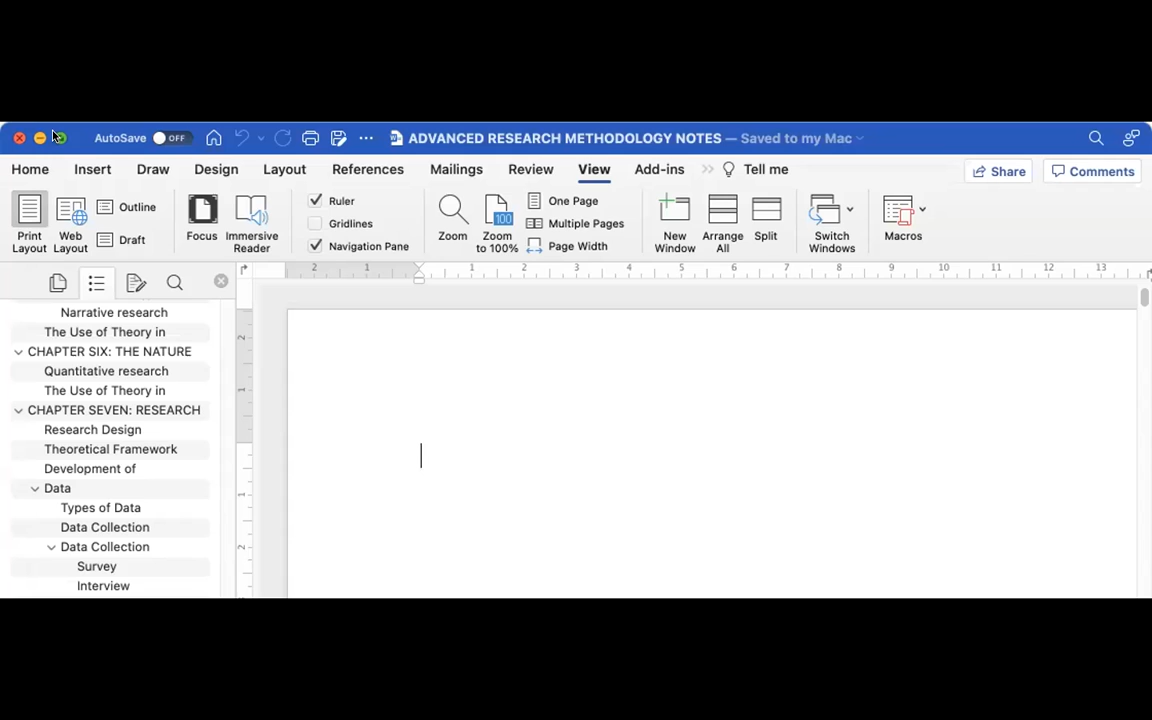 AutoSave OFF ADVANCED RESEARCH METHODOLOGY NOTES — Saved to my Mac
Home Insert Draw Design Layout References Mailings Review View Add-ins Tell me Share Comments
Print Layout
Web Layout
Outline
Draft
Focus
Immersive Reader
Ruler
Gridlines
Navigation Pane
Zoom
100
Zoom to 100%
One Page
Multiple Pages
Page Width
New Window
Arrange All
Split
Switch Windows
Macros
2 1 1 2 3 4 5 6 7 8 9 10 11 12 13
Narrative research
The Use of Theory in
CHAPTER SIX: THE NATURE
Quantitative research
The Use of Theory in
CHAPTER SEVEN: RESEARCH
Research Design
Theoretical Framework
Development of
Data
Types of Data
Data Collection
Data Collection
Survey
Interview
2
1
1
2